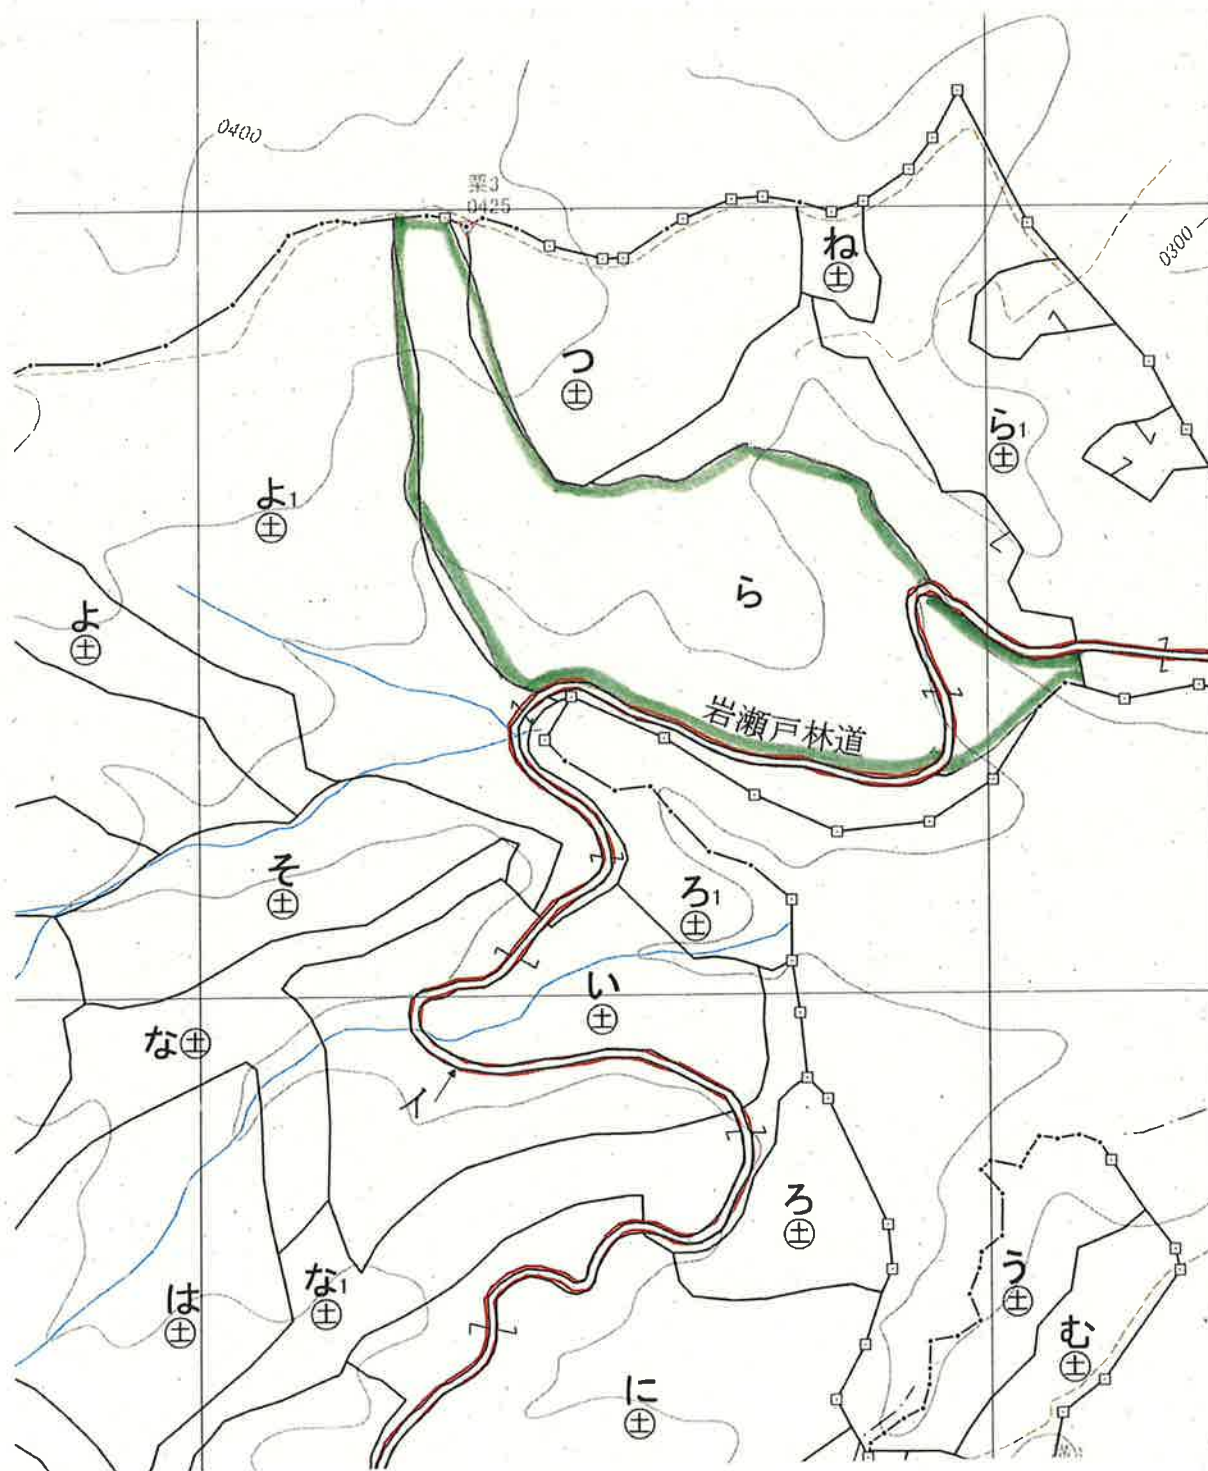 0400
栗3
0425
ね
土
0300
つ
土
ら1
土
よ1
土
ら
よ
土
岩瀬戸林道
そ
土
ろ1
土
い
土
な土
イ
ろ
土
う
土
な1
土
は
土
む
土
に
土